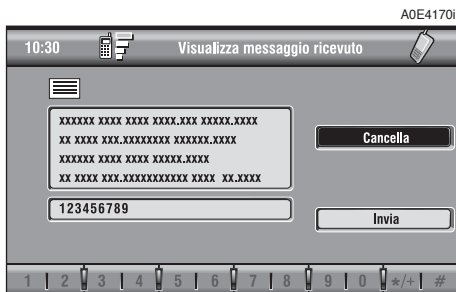 A0E4170i
10:30 Visualizza messaggio ricevuto
xxxxxx xxxx xxxx xxxx.xxx xxxxx.xxxx
xx xxxx xxx.xxxxxxxx xxxxxx.xxxx
xxxxxx xxxx xxxx xxxxx.xxxx
xx xxxx xxx.xxxxxxxxxxx xxxx xx.xxxx
Cancella
123456789
Invia
1 2 3 4 5 6 7 8 9 0 */+ #